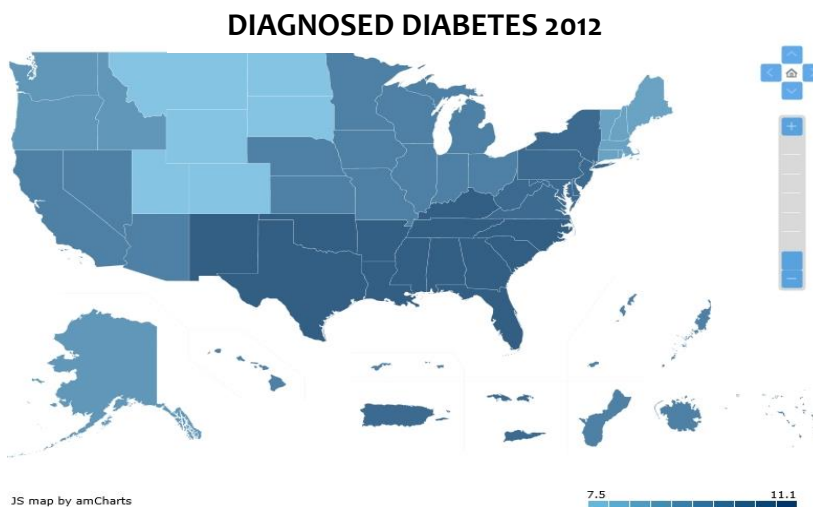 DIAGNOSED DIABETES 2012
+
−
JS map by amCharts
7.5 11.1